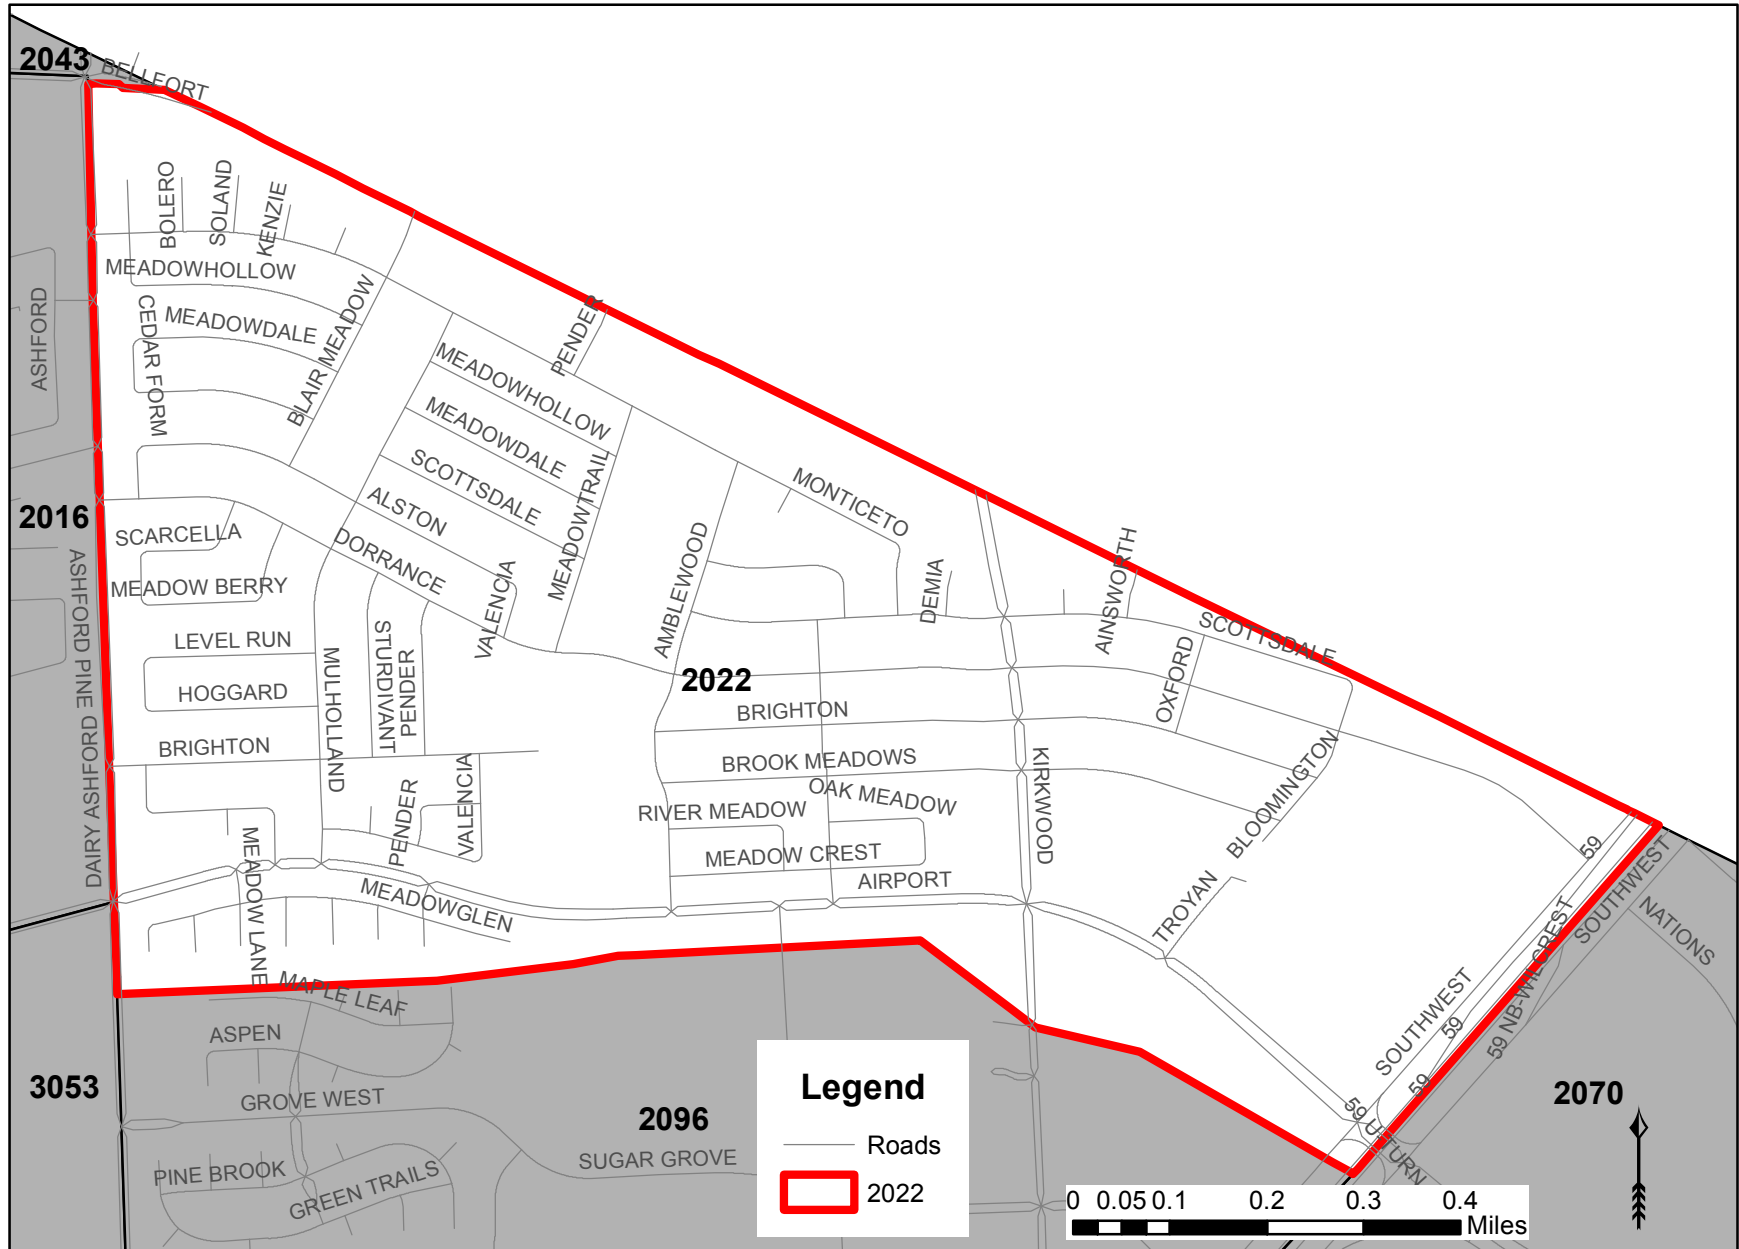 2043
BELLFORT
BOLERO
SOLAND
KENZIE
MEADOWHOLLOW
ASHFORD
CEDAR FORM
MEADOWDALE
BLAIR MEADOW
PENDER
MEADOWHOLLOW
MEADOWDALE
SCOTTSDALE
MEADOWTRAIL
ALSTON
DORRANCE
VALENCIA
MONTICETO
AMBLEWOOD
DEMIA
AINSWORTH
SCOTTSDALE
OXFORD
2016
SCARCELLA
MEADOW BERRY
LEVEL RUN
HOGGARD
BRIGHTON
MULHOLLAND
STURDIVANT
PENDER
2022
BRIGHTON
BROOK MEADOWS
OAK MEADOW
RIVER MEADOW
MEADOW CREST
AIRPORT
KIRKWOOD
BLOOMINGTON
TROYAN
ASHFORD PINE
DAIRY ASHFORD
PENDER
VALENCIA
MEADOW LANE
MEADOWGLEN
59
SOUTHWEST
NATIONS
59 NB-WILCREST
SOUTHWEST
59
59
59 U-TURN
2070
MAPLE LEAF
ASPEN
3053
GROVE WEST
2096
SUGAR GROVE
PINE BROOK
GREEN TRAILS
Legend
Roads
2022
0 0.05 0.1 0.2 0.3 0.4
Miles